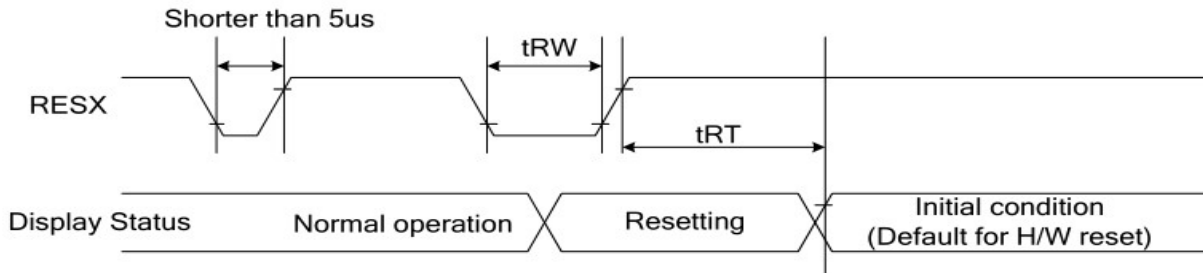 Shorter than 5us
tRW
RESX
tRT
Display Status
Normal operation
Resetting
Initial condition
(Default for H/W reset)